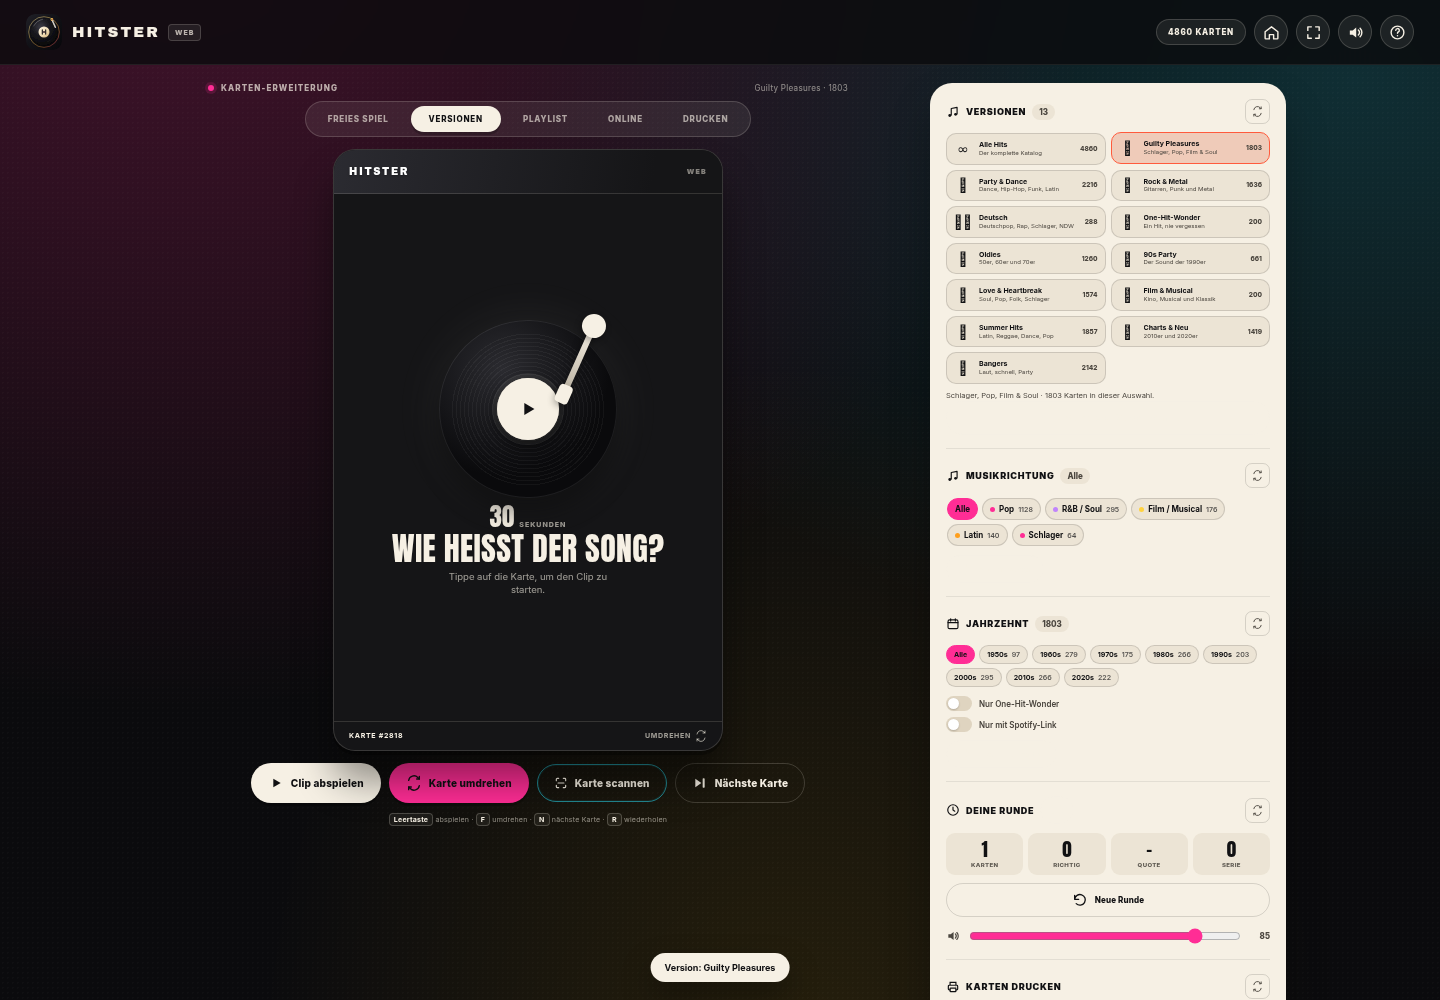 HITSTER WEB
4860 KARTEN
KARTEN-ERWEITERUNG
Guilty Pleasures · 1803
FREIES SPIEL VERSIONEN PLAYLIST ONLINE DRUCKEN
HITSTER WEB
30 SEKUNDEN
WIE HEISST DER SONG?
Tippe auf die Karte, um den Clip zu
starten.
KARTE #2818 UMDREHEN
Clip abspielen Karte umdrehen Karte scannen Nächste Karte
Leertaste abspielen · F umdrehen · N nächste Karte · R wiederholen
Version: Guilty Pleasures
VERSIONEN 13
∞ Alle Hits 4860
Der komplette Katalog
Guilty Pleasures 1803
Schlager, Pop, Film & Soul
Party & Dance 2216
Dance, Hip-Hop, Funk, Latin
Rock & Metal 1636
Gitarren, Punk und Metal
Deutsch 288
Deutschpop, Rap, Schlager, NDW
One-Hit-Wonder 200
Ein Hit, nie vergessen
Oldies 1260
50er, 60er und 70er
90s Party 661
Der Sound der 1990er
Love & Heartbreak 1574
Soul, Pop, Folk, Schlager
Film & Musical 200
Kino, Musical und Klassik
Summer Hits 1857
Latin, Reggae, Dance, Pop
Charts & Neu 1419
2010er und 2020er
Bangers 2142
Laut, schnell, Party
Schlager, Pop, Film & Soul · 1803 Karten in dieser Auswahl.
MUSIKRICHTUNG Alle
Alle Pop 1128 R&B / Soul 295 Film / Musical 176
Latin 140 Schlager 64
JAHRZEHNT 1803
Alle 1950s 97 1960s 279 1970s 175 1980s 266 1990s 203
2000s 295 2010s 266 2020s 222
Nur One-Hit-Wonder
Nur mit Spotify-Link
DEINE RUNDE
1 0 - 0
KARTEN RICHTIG QUOTE SERIE
Neue Runde
85
KARTEN DRUCKEN